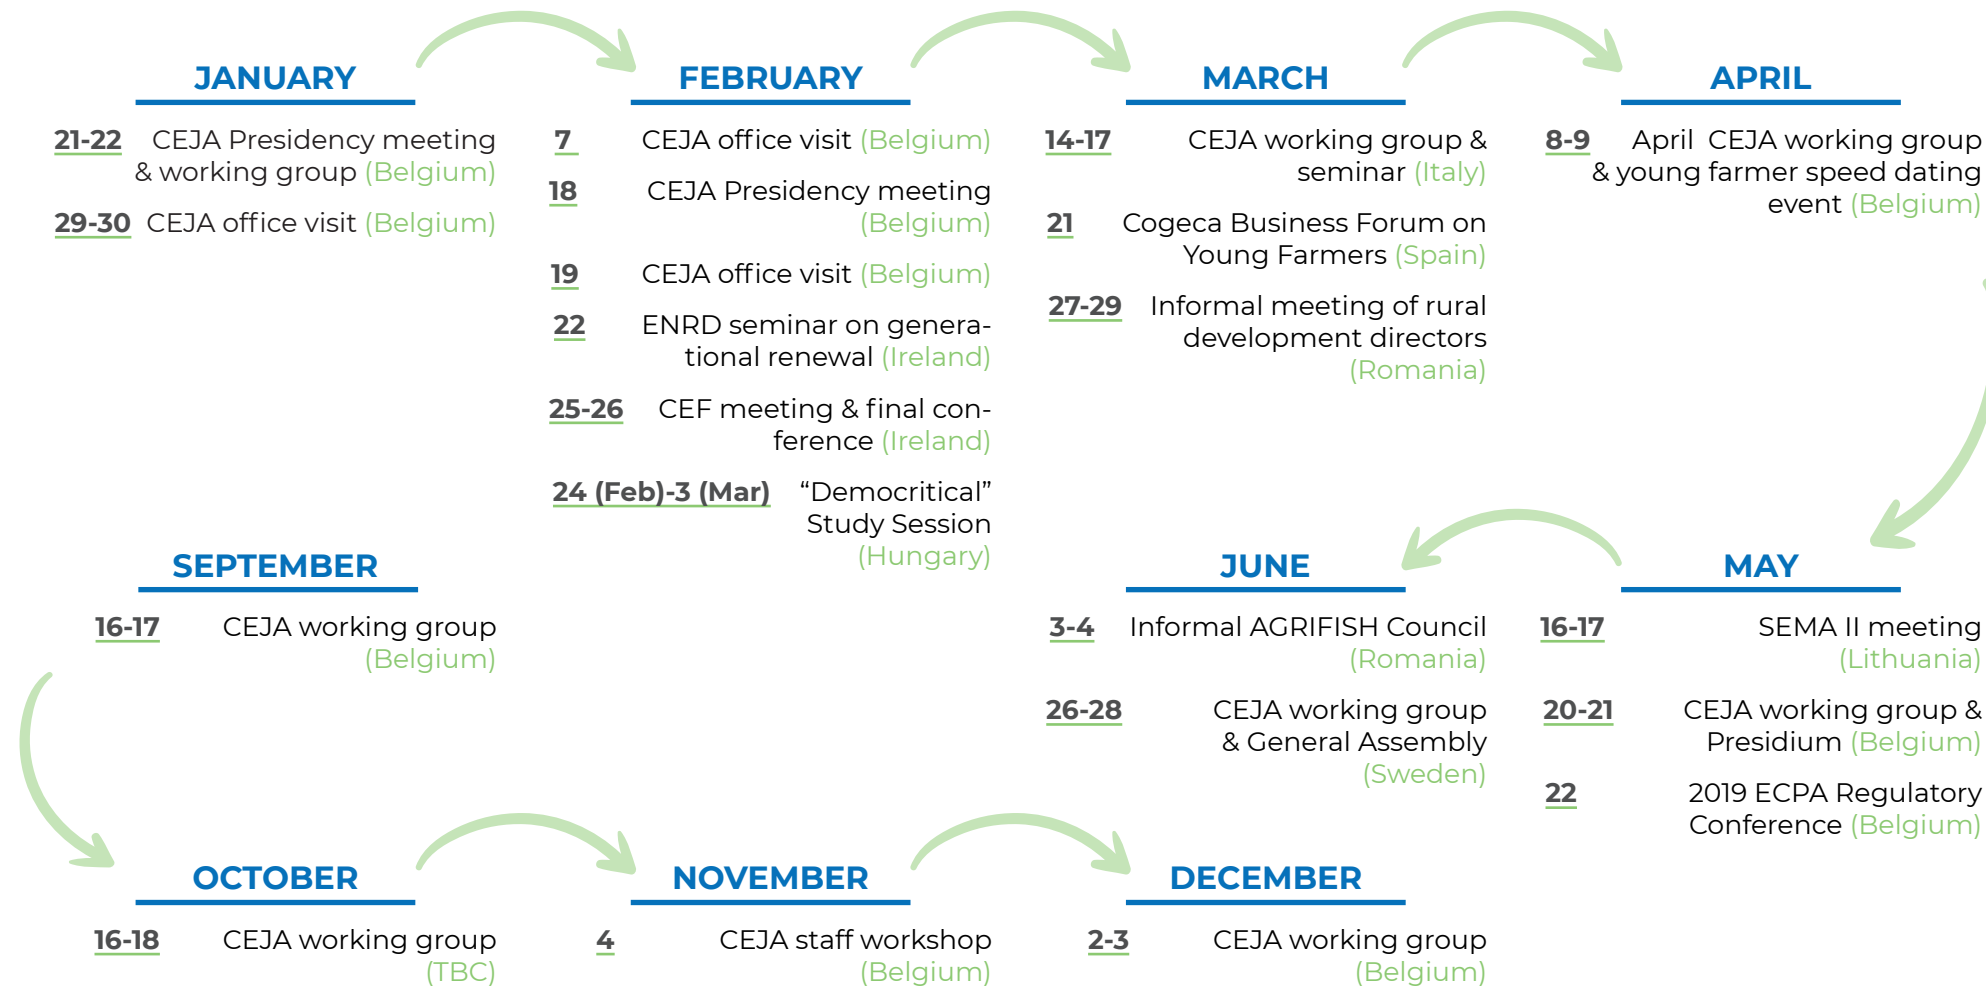 JANUARY
21-22 CEJA Presidency meeting
& working group (Belgium)
29-30 CEJA office visit (Belgium)
FEBRUARY
7 CEJA office visit (Belgium)
18 CEJA Presidency meeting
(Belgium)
19 CEJA office visit (Belgium)
22 ENRD seminar on genera-
tional renewal (Ireland)
25-26 CEF meeting & final con-
ference (Ireland)
24 (Feb)-3 (Mar) “Democritical”
Study Session
(Hungary)
MARCH
14-17 CEJA working group &
seminar (Italy)
21 Cogeca Business Forum on
Young Farmers (Spain)
27-29 Informal meeting of rural
development directors
(Romania)
APRIL
8-9 April CEJA working group
& young farmer speed dating
event (Belgium)
MAY
16-17 SEMA II meeting
(Lithuania)
20-21 CEJA working group &
Presidium (Belgium)
22 2019 ECPA Regulatory
Conference (Belgium)
JUNE
3-4 Informal AGRIFISH Council
(Romania)
26-28 CEJA working group
& General Assembly
(Sweden)
SEPTEMBER
16-17 CEJA working group
(Belgium)
OCTOBER
16-18 CEJA working group
(TBC)
NOVEMBER
4 CEJA staff workshop
(Belgium)
DECEMBER
2-3 CEJA working group
(Belgium)